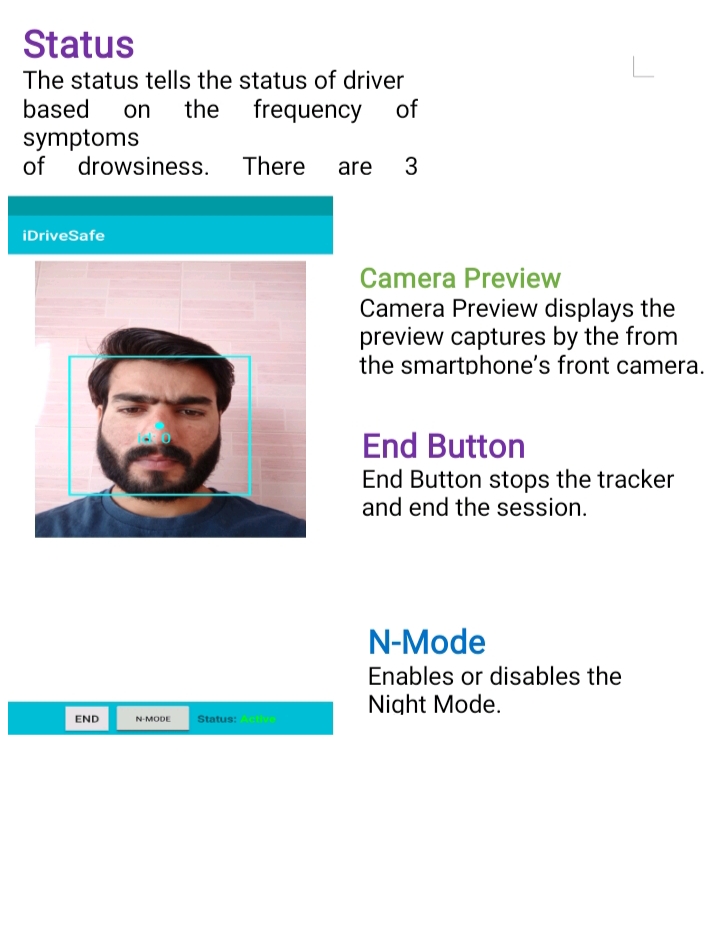 Status
The status tells the status of driver
based on the frequency of
symptoms
of drowsiness. There are 3
iDriveSafe
Camera Preview
Camera Preview displays the
preview captures by the from
the smartphone’s front camera.
id: 0
End Button
End Button stops the tracker
and end the session.
N-Mode
Enables or disables the
Night Mode.
END N-MODE Status: Active